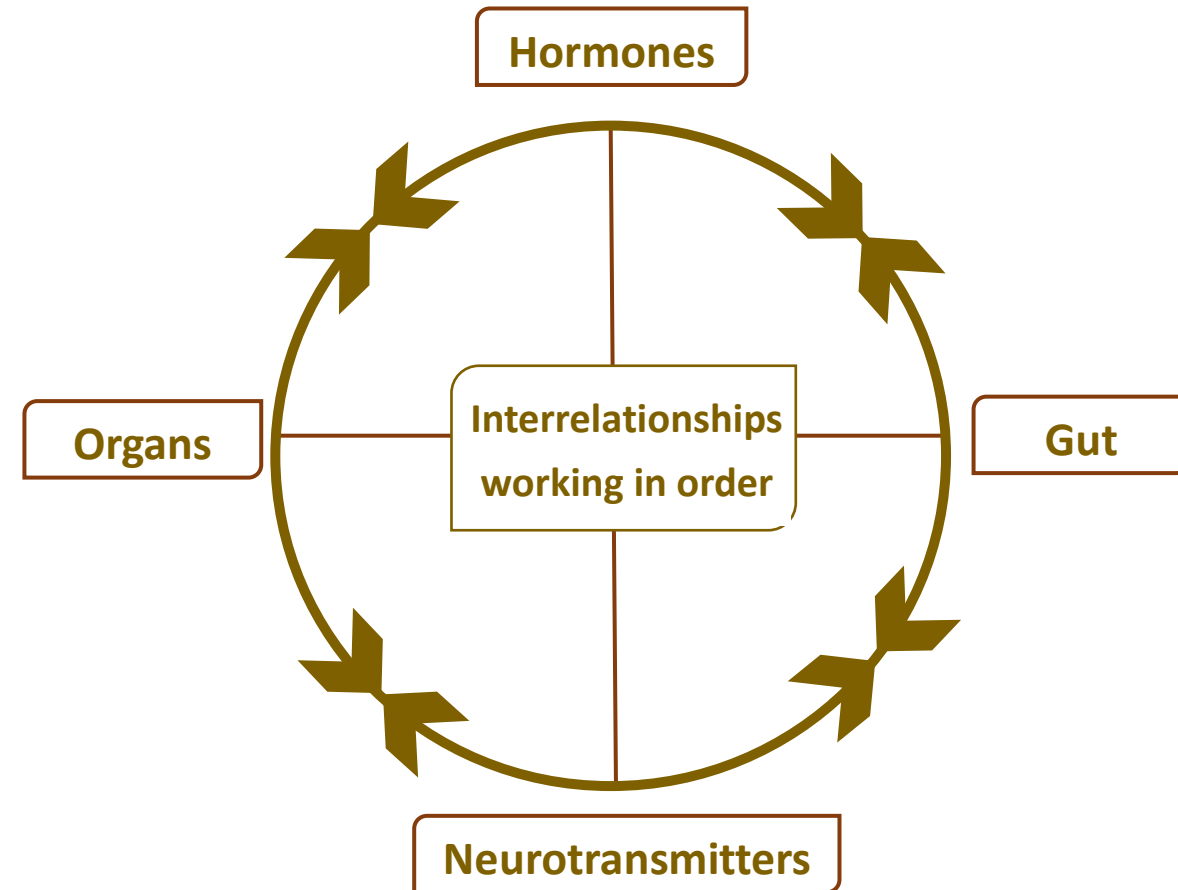 Hormones
Organs
Interrelationships
working in order
Gut
Neurotransmitters